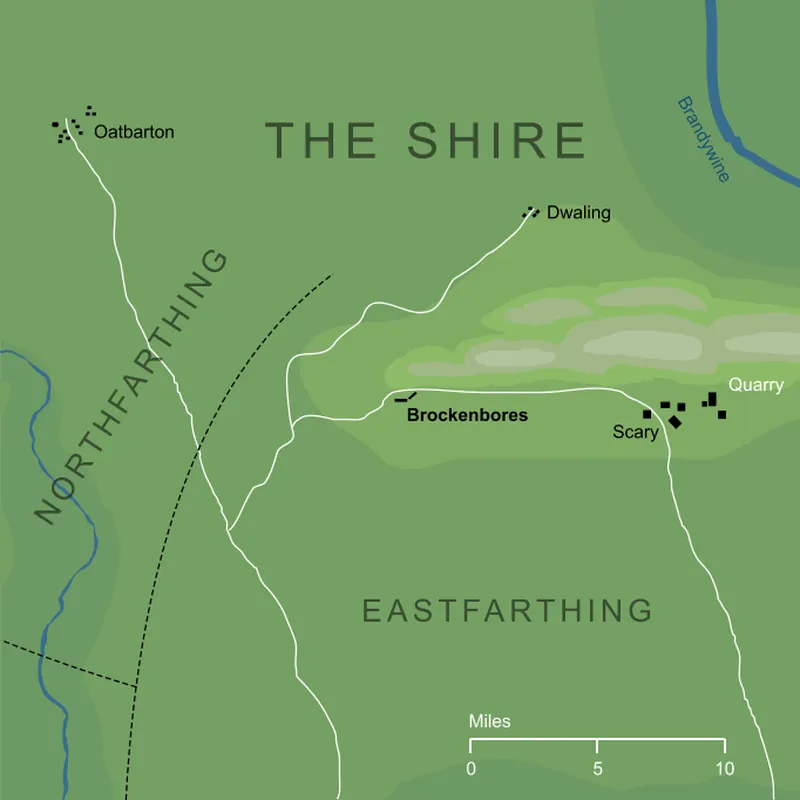 Brandywine
Oatbarton
THE SHIRE
Dwaling
NORTHFARTHING
Quarry
Brockenbores
Scary
EASTFARTHING
Miles
0 5 10